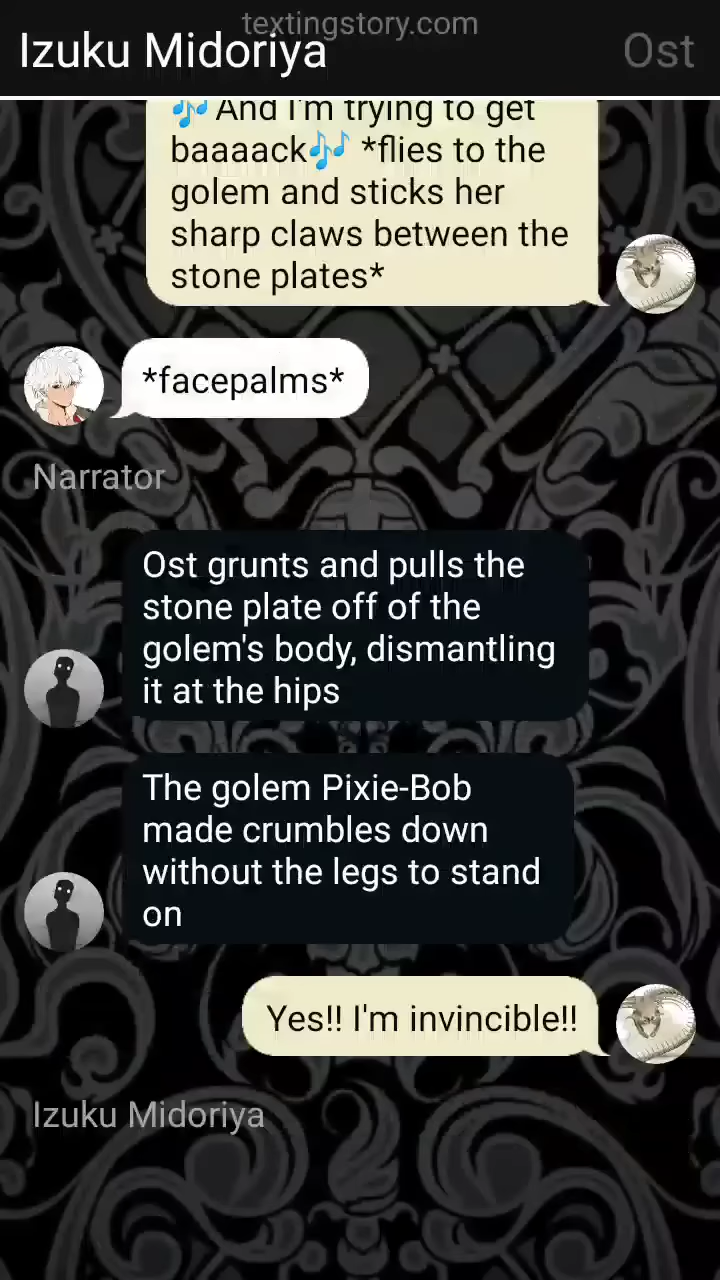 textingstory.com
Izuku Midoriya
Ost
🎶And I'm trying to get
baaaack🎶 *flies to the
golem and sticks her
sharp claws between the
stone plates*
*facepalms*
Narrator
Ost grunts and pulls the
stone plate off of the
golem's body, dismantling
it at the hips
The golem Pixie-Bob
made crumbles down
without the legs to stand
on
Yes!! I'm invincible!!
Izuku Midoriya